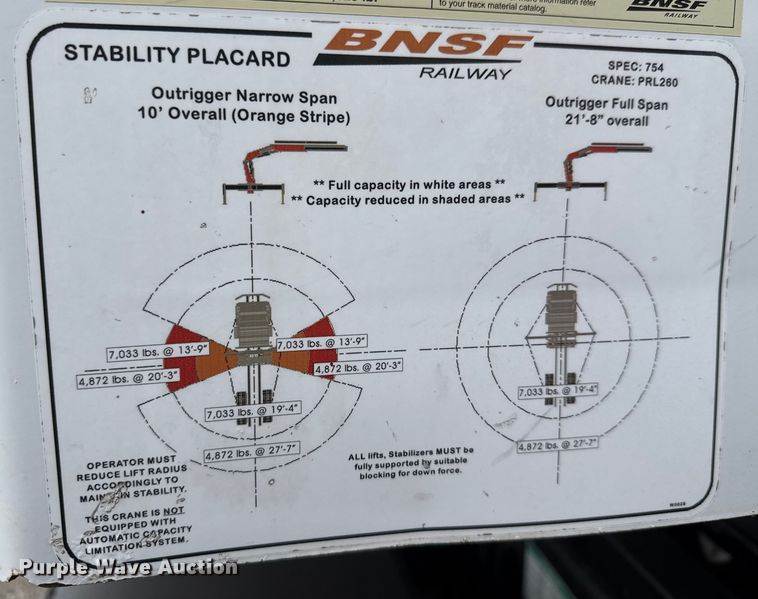 to your track material catalog.
BNSF
RAILWAY
STABILITY PLACARD
BNSF
RAILWAY
SPEC: 754
CRANE: PRL260
Outrigger Narrow Span
10' Overall (Orange Stripe)
Outrigger Full Span
21'-8" overall
** Full capacity in white areas **
** Capacity reduced in shaded areas **
7,033 lbs. @ 13'-9"
7,033 lbs. @ 13'-9"
4,872 lbs. @ 20'-3"
4,872 lbs. @ 20'-3"
7,033 lbs. @ 19'-4"
4,872 lbs. @ 27'-7"
7,033 lbs. @ 19'-4"
4,872 lbs. @ 27'-7"
OPERATOR MUST
REDUCE LIFT RADIUS
ACCORDINGLY TO
MAINTAIN STABILITY.
THIS CRANE IS NOT
EQUIPPED WITH
AUTOMATIC CAPACITY
LIMITATION SYSTEM.
ALL lifts, Stabilizers MUST be
fully supported by suitable
blocking for down force.
Purple Wave Auction